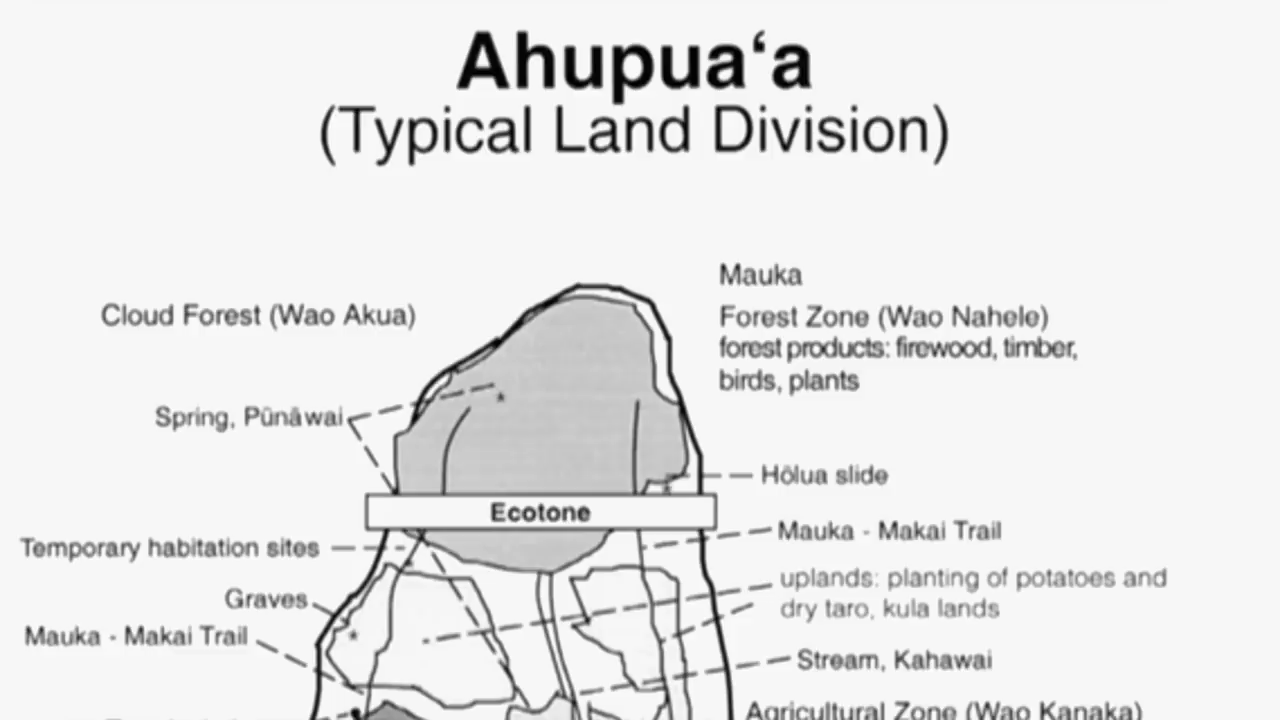 Ahupuaʻa
(Typical Land Division)
Mauka
Cloud Forest (Wao Akua)
Forest Zone (Wao Nahele)
forest products: firewood, timber,
birds, plants
Spring, Pūnāwai
Hōlua slide
Ecotone
Mauka - Makai Trail
Temporary habitation sites
uplands: planting of potatoes and
dry taro, kula lands
Graves
Mauka - Makai Trail
Stream, Kahawai
Agricultural Zone (Wao Kanaka)